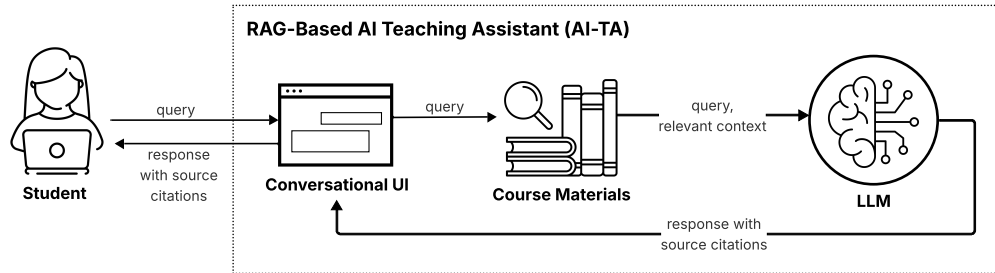 RAG-Based AI Teaching Assistant (AI-TA)
query
response
with source
citations
Student
Conversational UI
query
Course Materials
query,
relevant context
LLM
response with
source citations